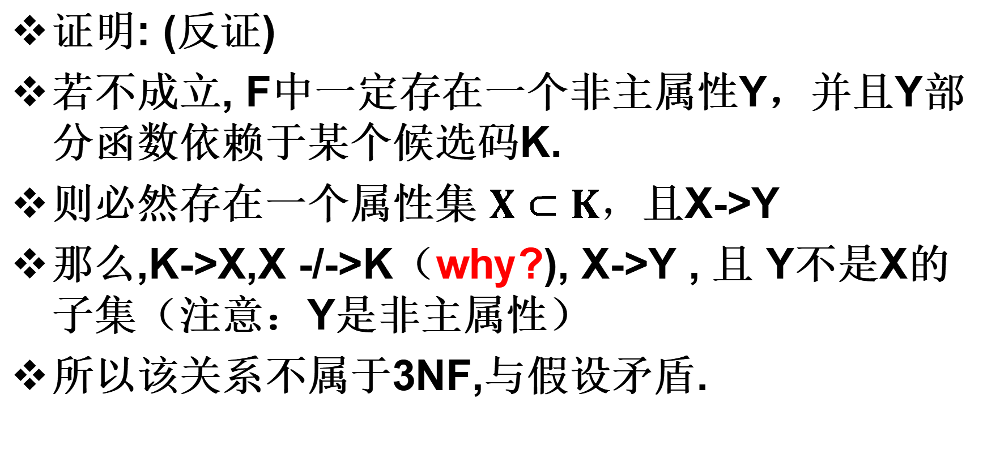 ❖证明: (反证)
❖若不成立, F中一定存在一个非主属性Y，并且Y部
分函数依赖于某个候选码K.
❖则必然存在一个属性集 X ⊂ K，且X->Y
❖那么,K->X,X -/->K（why?), X->Y , 且 Y不是X的
子集（注意：Y是非主属性）
❖所以该关系不属于3NF,与假设矛盾.